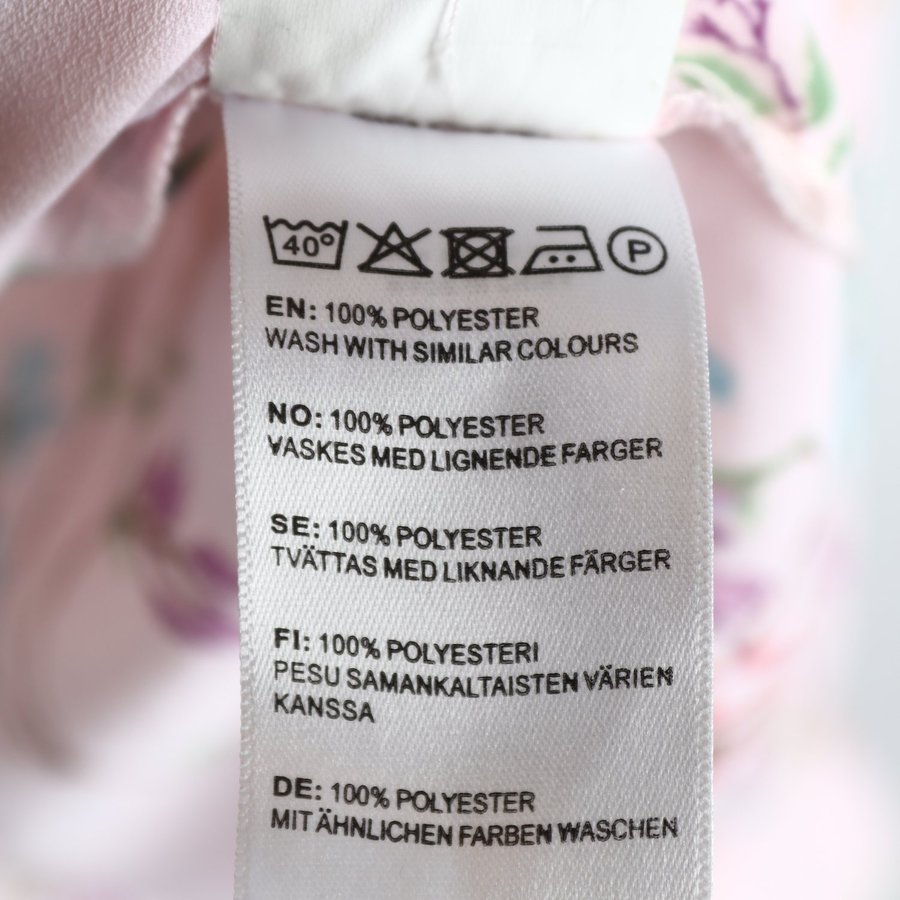 40°
P
EN: 100% POLYESTER
WASH WITH SIMILAR COLOURS
NO: 100% POLYESTER
VASKES MED LIGNENDE FARGER
SE: 100% POLYESTER
TVÄTTAS MED LIKNANDE FÄRGER
FI: 100% POLYESTERI
PESU SAMANKALTAISTEN VÄRIEN
KANSSA
DE: 100% POLYESTER
MIT ÄHNLICHEN FARBEN WASCHEN